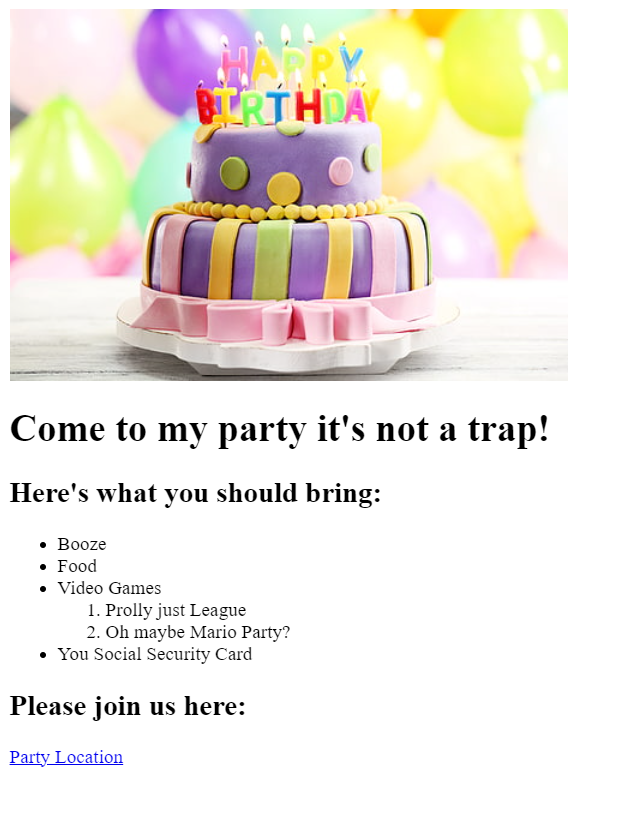 HAPPY
BIRTHDAY
Come to my party it's not a trap!
Here's what you should bring:
• Booze
• Food
• Video Games
1. Prolly just League
2. Oh maybe Mario Party?
• You Social Security Card
Please join us here:
Party Location